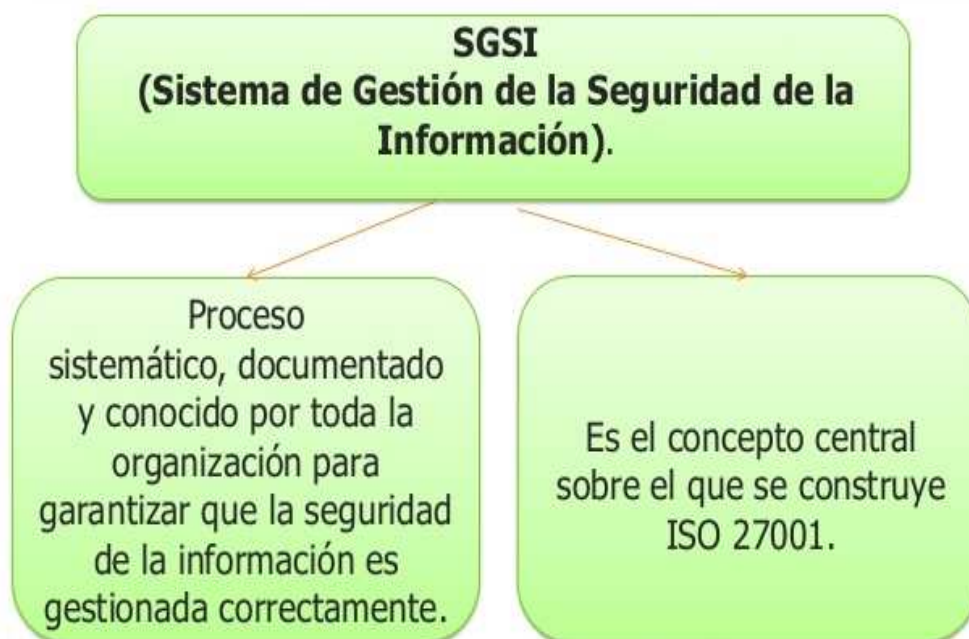 SGSI
(Sistema de Gestión de la Seguridad de la
Información).
Proceso
sistemático, documentado
y conocido por toda la
organización para
garantizar que la seguridad
de la información es
gestionada correctamente.
Es el concepto central
sobre el que se construye
ISO 27001.